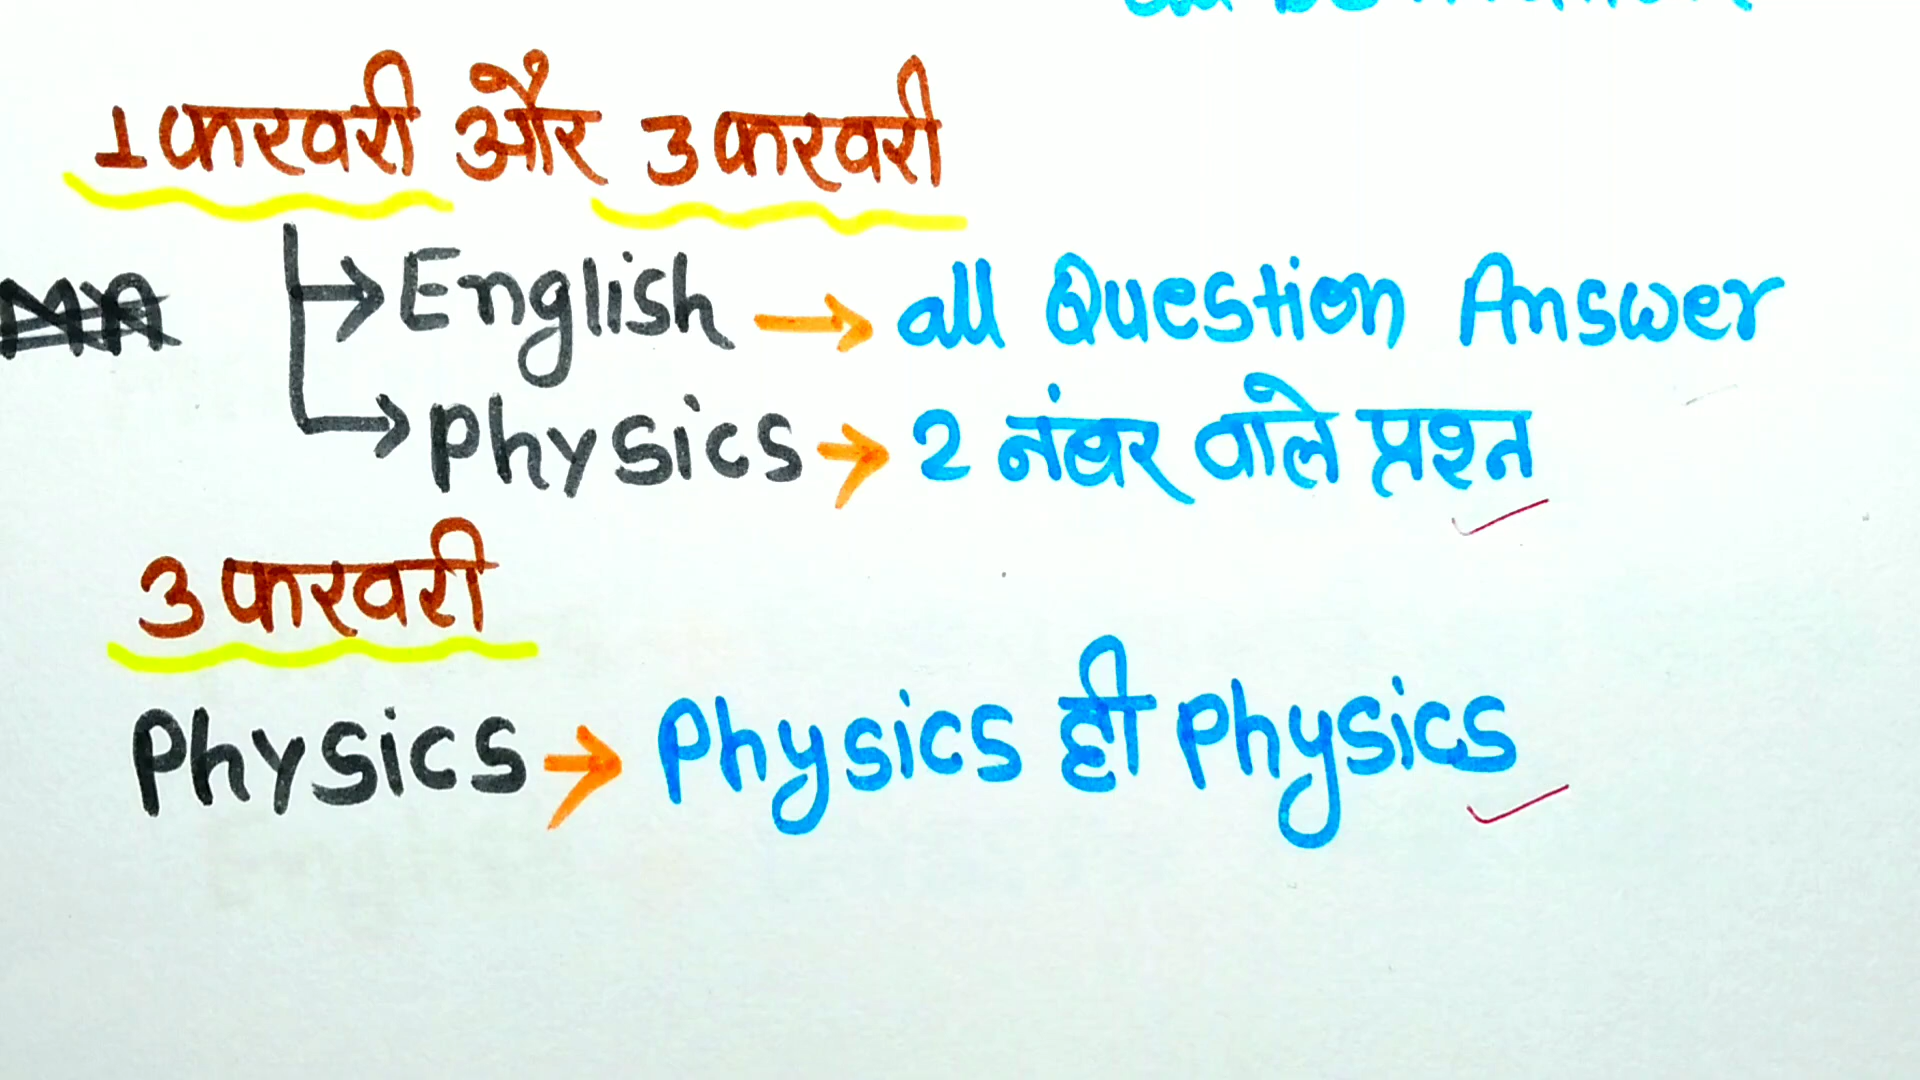 1 फरवरी और 3 फरवरी
English → all Question Answer
Physics → 2 नंबर वाले प्रश्न
3 फरवरी
Physics → Physics ही Physics